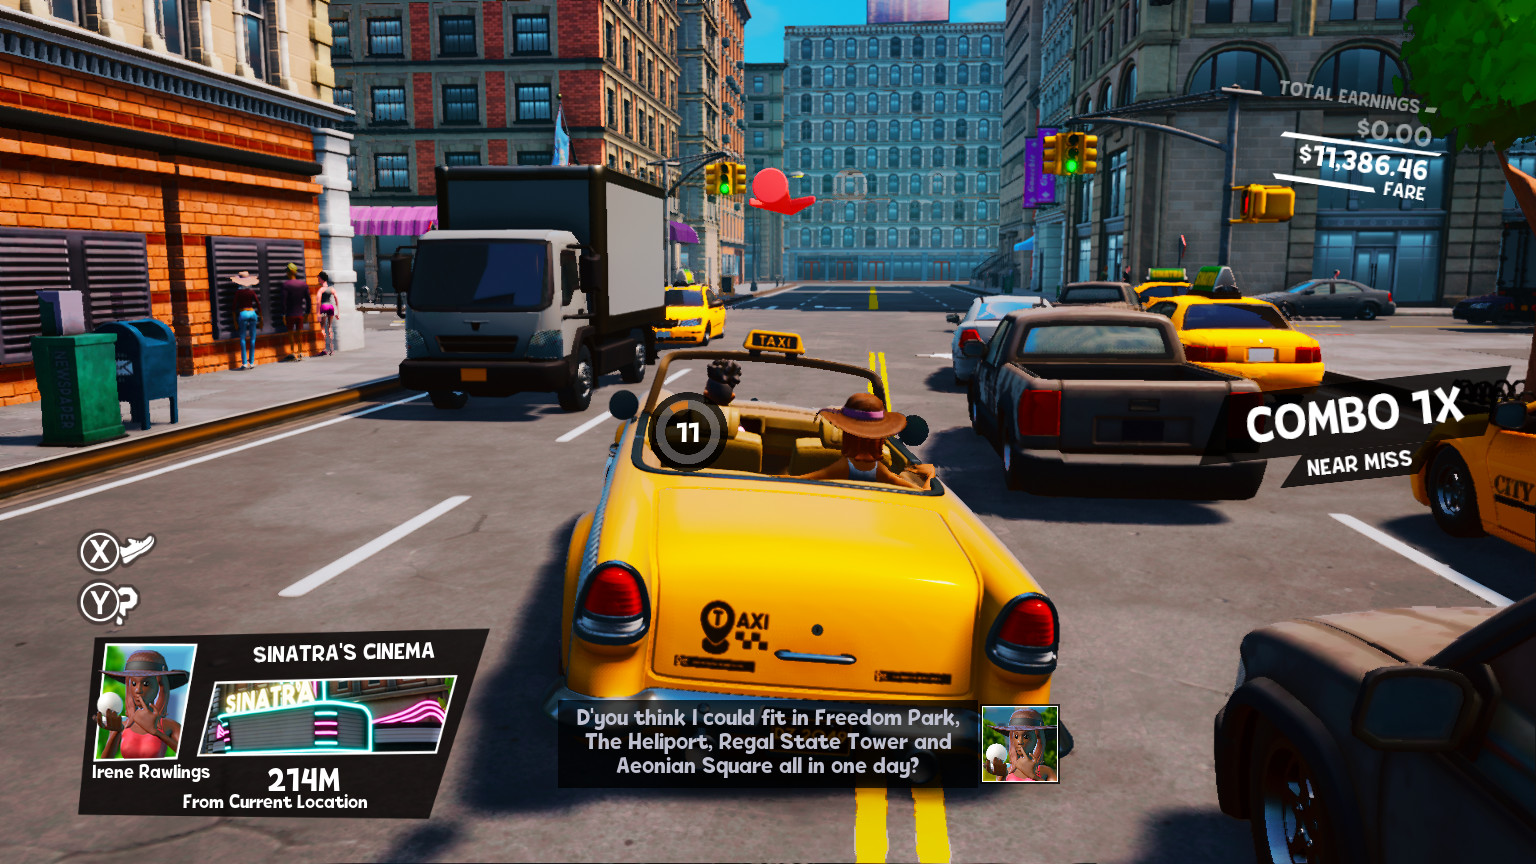 TOTAL EARNINGS
$0.00
$11,386.46
FARE
TAXI
11
COMBO 1X
NEAR MISS
CITY
NEWSPAPER
X
Y?
TAXI
SINATRA'S CINEMA
SINATRA
Irene Rawlings
214M
From Current Location
D'you think I could fit in Freedom Park,
The Heliport, Regal State Tower and
Aeonian Square all in one day?